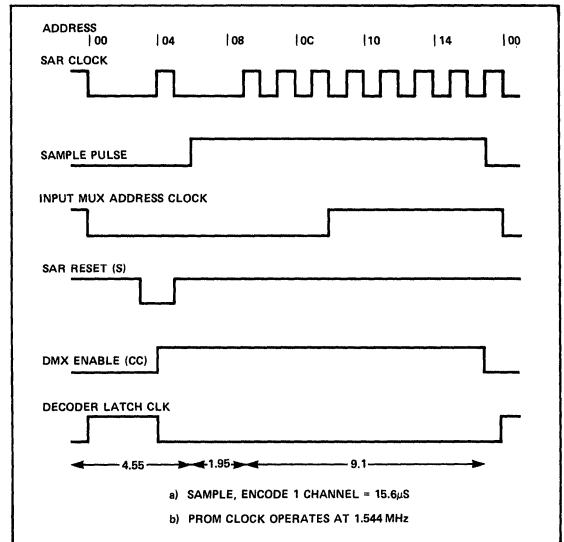 ADDRESS
|00 |04 |08 |0C |10 |14 |00
SAR CLOCK
SAMPLE PULSE
INPUT MUX ADDRESS CLOCK
SAR RESET (S)
DMX ENABLE (CC)
DECODER LATCH CLK
4.55 1.95 9.1
a) SAMPLE, ENCODE 1 CHANNEL = 15.6μS
b) PROM CLOCK OPERATES AT 1.544 MHz